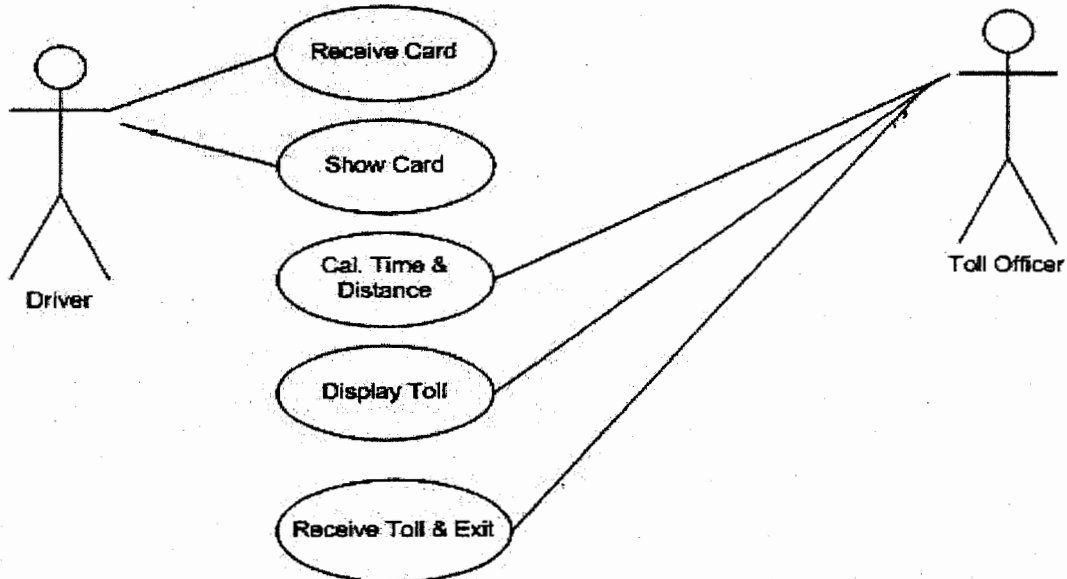 Receive Card
Show Card
Cal. Time &
Distance
Driver
Toll Officer
Display Toll
Receive Toll & Exit